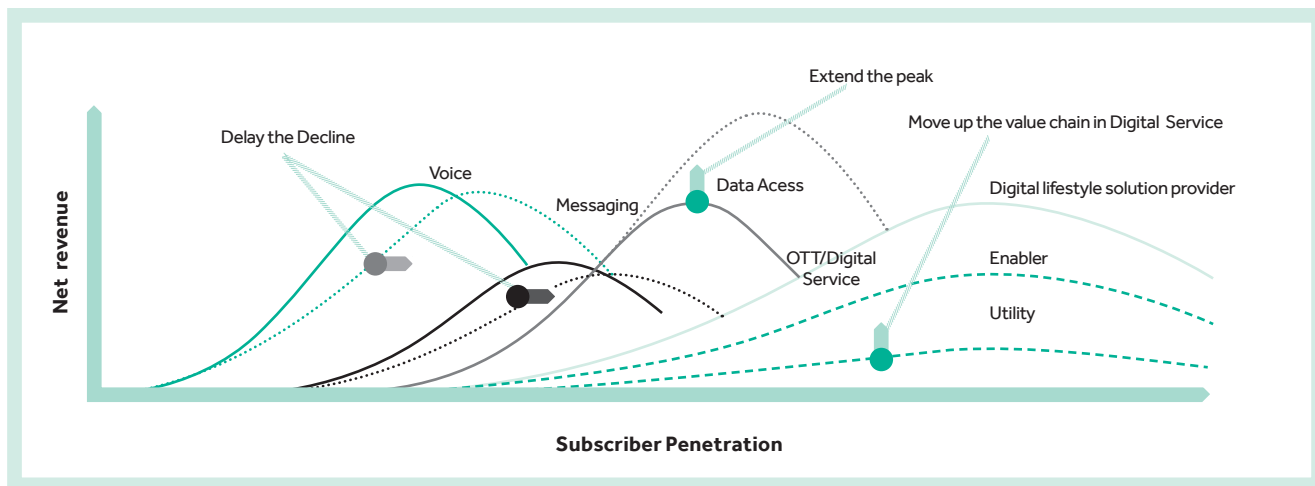 Extend the peak
Move up the value chain in Digital Service
Delay the Decline
Voice
Messaging
Data Acess
Digital lifestyle solution provider
OTT/Digital
Service
Enabler
Utility
Net revenue
Subscriber Penetration